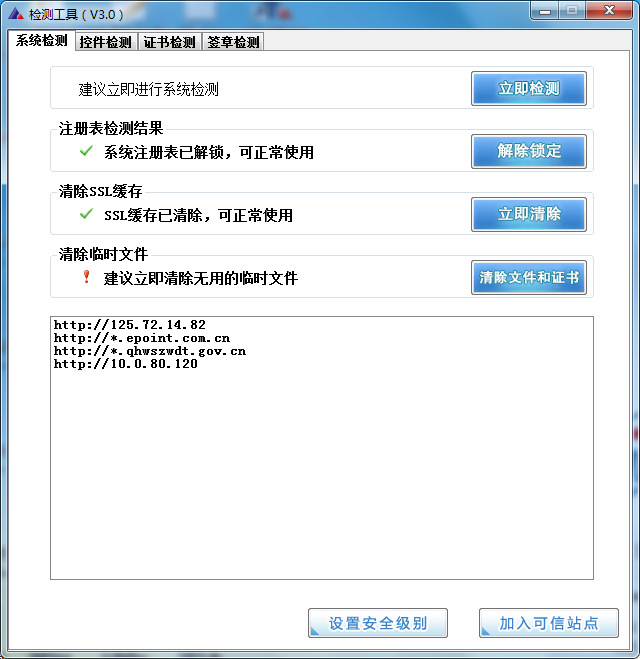 检测工具（V3.0）
系统检测 控件检测 证书检测 签章检测
建议立即进行系统检测 立即检测
注册表检测结果
系统注册表已解锁，可正常使用 解除锁定
清除SSL缓存
SSL缓存已清除，可正常使用 立即清除
清除临时文件
建议立即清除无用的临时文件 清除文件和证书
http://125.72.14.82
http://*.epoint.com.cn
http://*.qhwszwdt.gov.cn
http://10.0.80.120
设置安全级别 加入可信站点